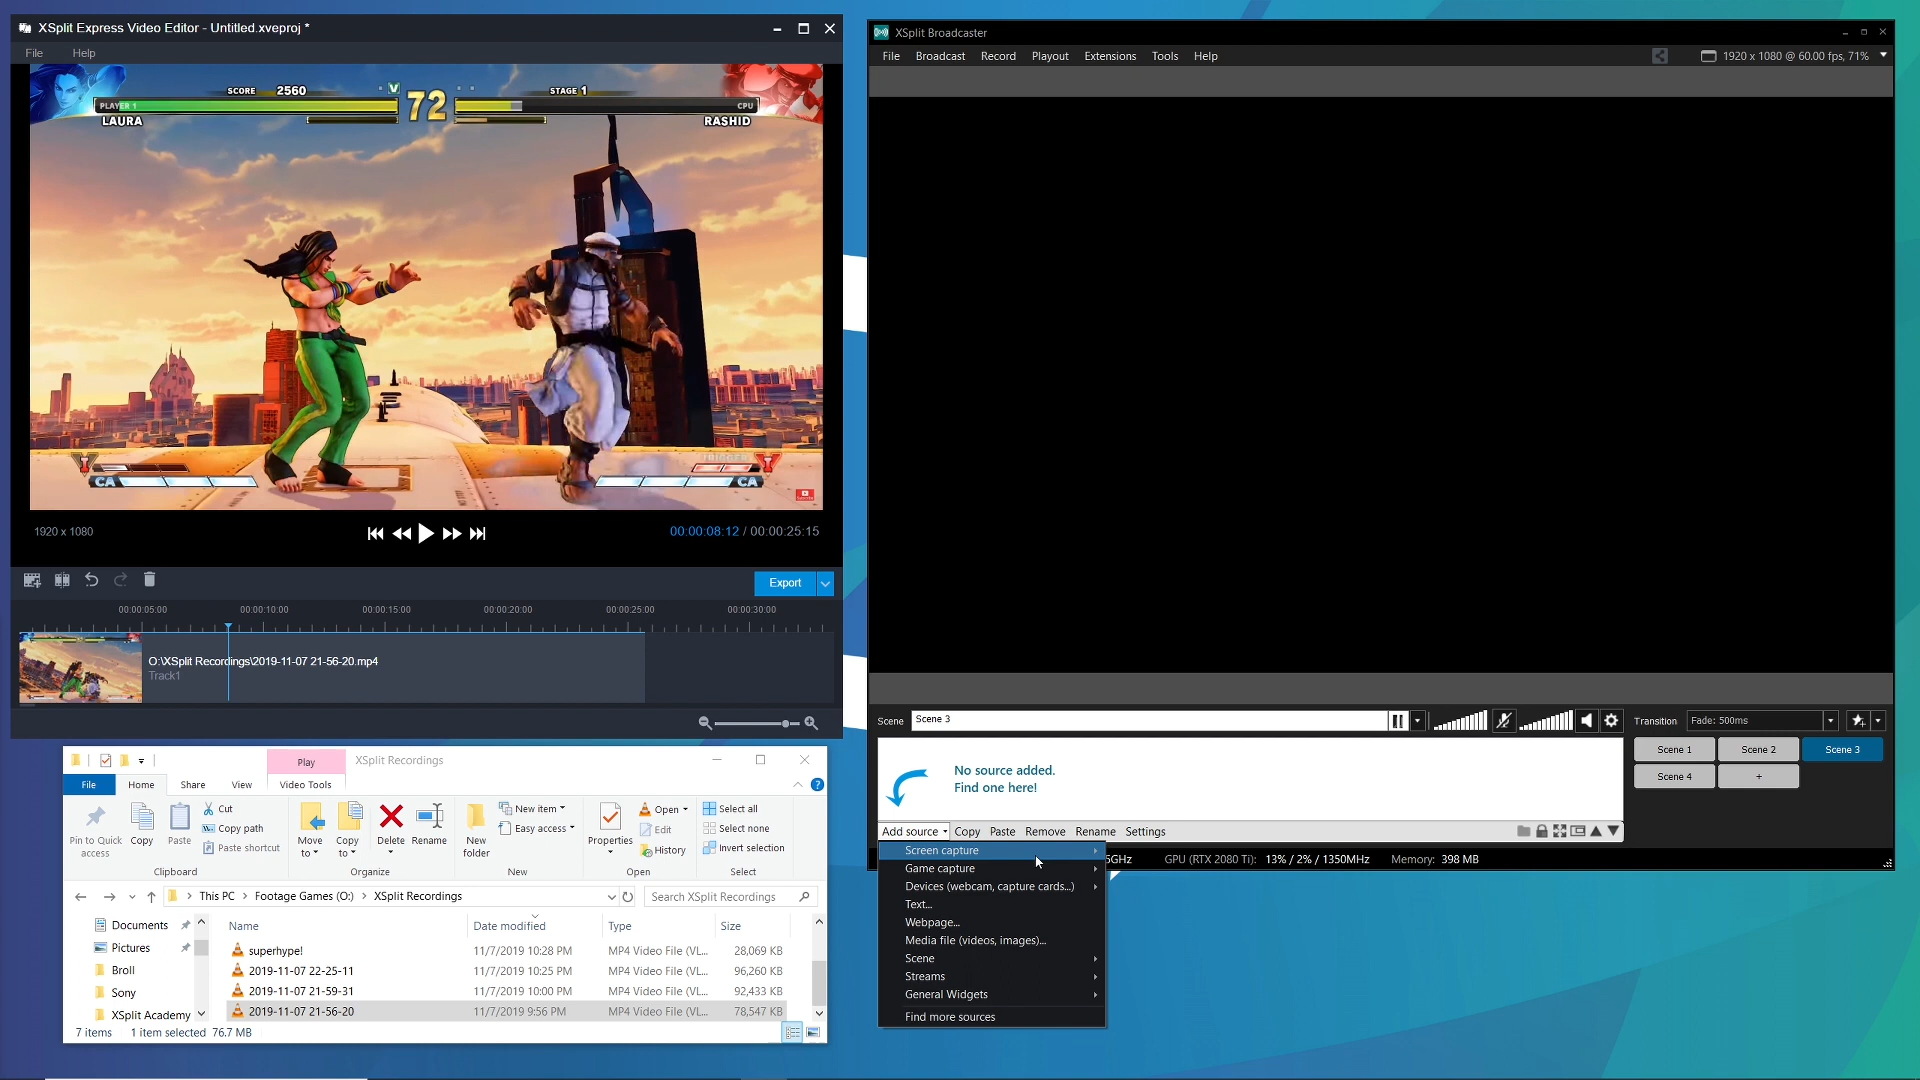 XSplit Express Video Editor - Untitled.xveproj *
File Help
SCORE 2560
V
72
STAGE 1
PLAYER 1
CPU
LAURA
RASHID
CA
CA
1920 x 1080
00:00:08:12 / 00:00:25:15
Export
00:00:05:00 00:00:10:00 00:00:15:00 00:00:20:00 00:00:25:00 00:00:30:00
O:\XSplit Recordings\2019-11-07 21-56-20.mp4
Track1
Play
XSplit Recordings
File Home Share View Video Tools
Pin to Quick access
Copy
Paste
Cut
Copy path
Paste shortcut
Clipboard
Move to
Copy to
Delete
Rename
Organize
New folder
New item
Easy access
New
Properties
Open
Edit
History
Open
Select all
Select none
Invert selection
Select
This PC > Footage Games (O:) > XSplit Recordings
Search XSplit Recordings
Documents
Pictures
Broll
Sony
XSplit Academy
Name Date modified Type Size
superhype! 11/7/2019 10:28 PM MP4 Video File (VL... 28,069 KB
2019-11-07 22-25-11 11/7/2019 10:25 PM MP4 Video File (VL... 96,260 KB
2019-11-07 21-59-31 11/7/2019 10:00 PM MP4 Video File (VL... 92,433 KB
2019-11-07 21-56-20 11/7/2019 9:56 PM MP4 Video File (VL... 78,547 KB
7 items 1 item selected 76.7 MB
XSplit Broadcaster
File Broadcast Record Playout Extensions Tools Help
1920 x 1080 @ 60.00 fps, 71%
Scene
Scene 3
Transition
Fade: 500ms
No source added.
Find one here!
Scene 1 Scene 2 Scene 3
Scene 4 +
Add source Copy Paste Remove Rename Settings
5GHz GPU (RTX 2080 Ti): 13% / 2% / 1350MHz Memory: 398 MB
Screen capture
Game capture
Devices (webcam, capture cards...)
Text...
Webpage...
Media file (videos, images)...
Scene
Streams
General Widgets
Find more sources